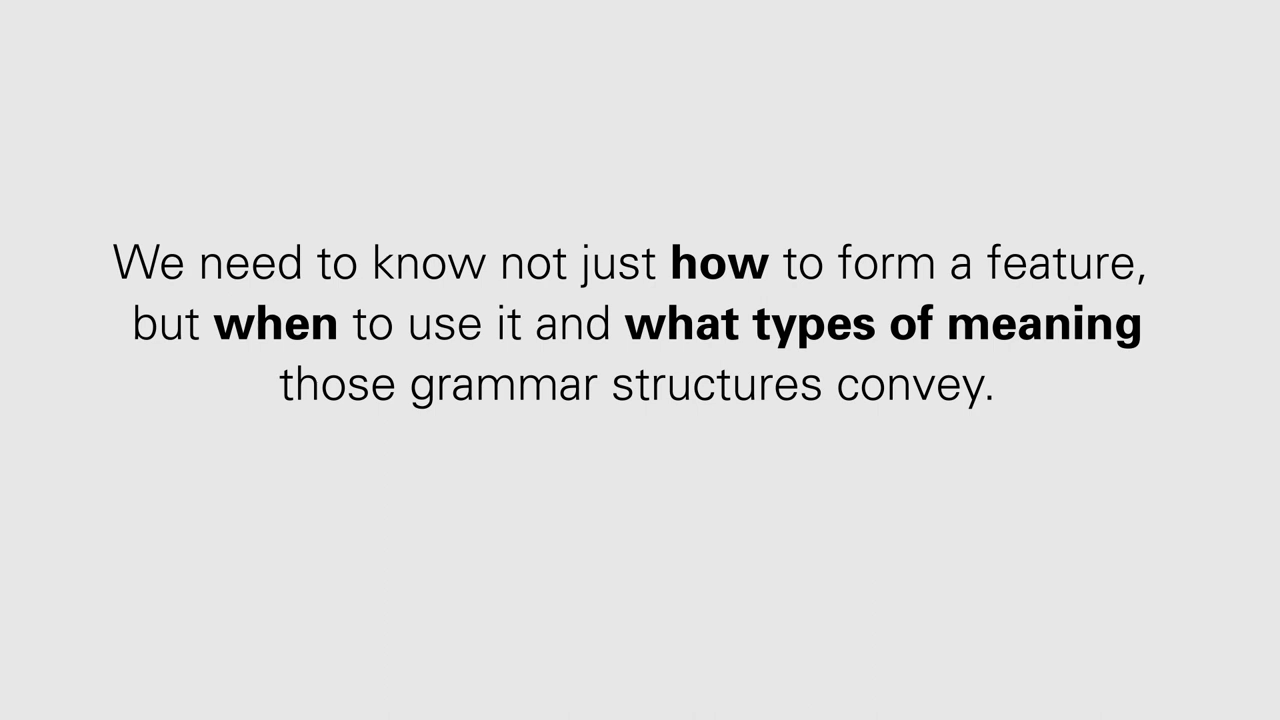 We need to know not just how to form a feature,
but when to use it and what types of meaning
those grammar structures convey.